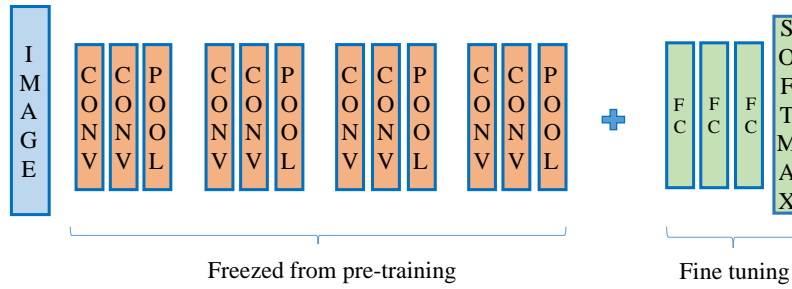 IMAGE
CONV
CONV
POOL
CONV
CONV
POOL
CONV
CONV
POOL
CONV
CONV
POOL
FC
FC
FC
SOFTMAX
Freezed from pre-training
Fine tuning